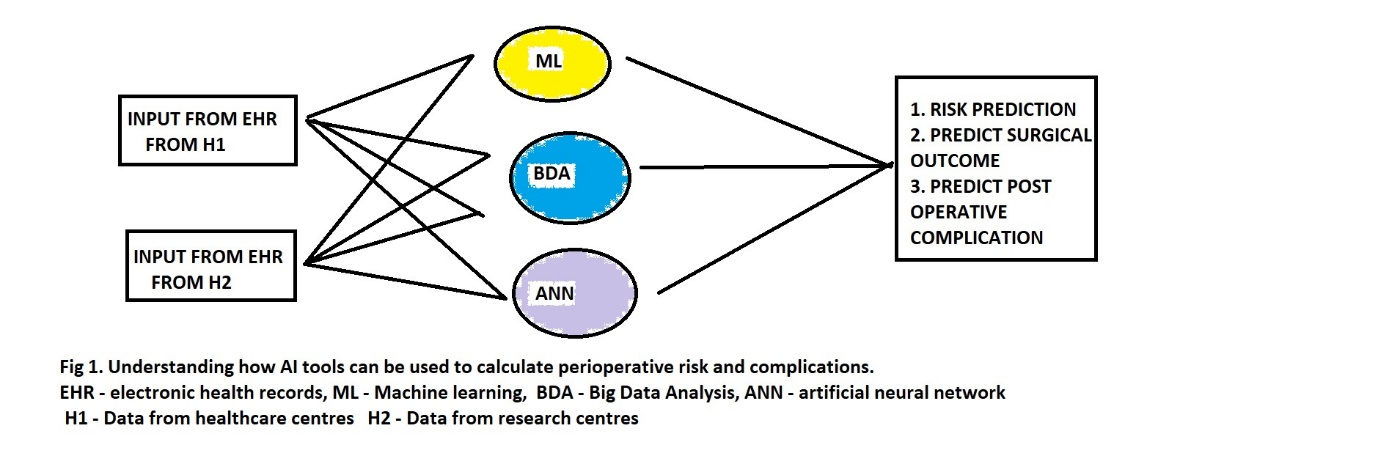 INPUT FROM EHR
FROM H1
INPUT FROM EHR
FROM H2
ML
BDA
ANN
1. RISK PREDICTION
2. PREDICT SURGICAL
OUTCOME
3. PREDICT POST
OPERATIVE
COMPLICATION
Fig 1. Understanding how AI tools can be used to calculate perioperative risk and complications.
EHR - electronic health records, ML - Machine learning, BDA - Big Data Analysis, ANN - artificial neural network
H1 - Data from healthcare centres H2 - Data from research centres